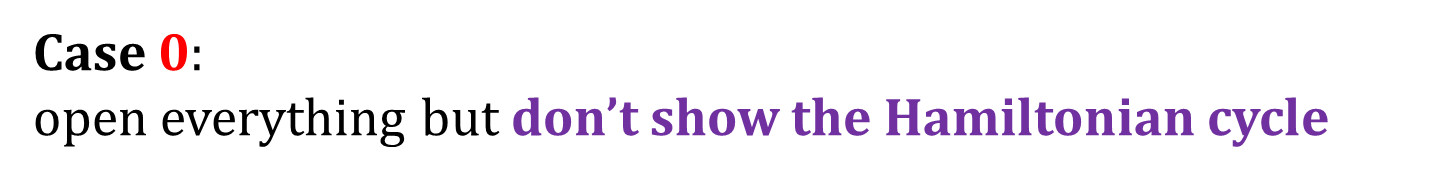 Case 0:
open everything but don’t show the Hamiltonian cycle